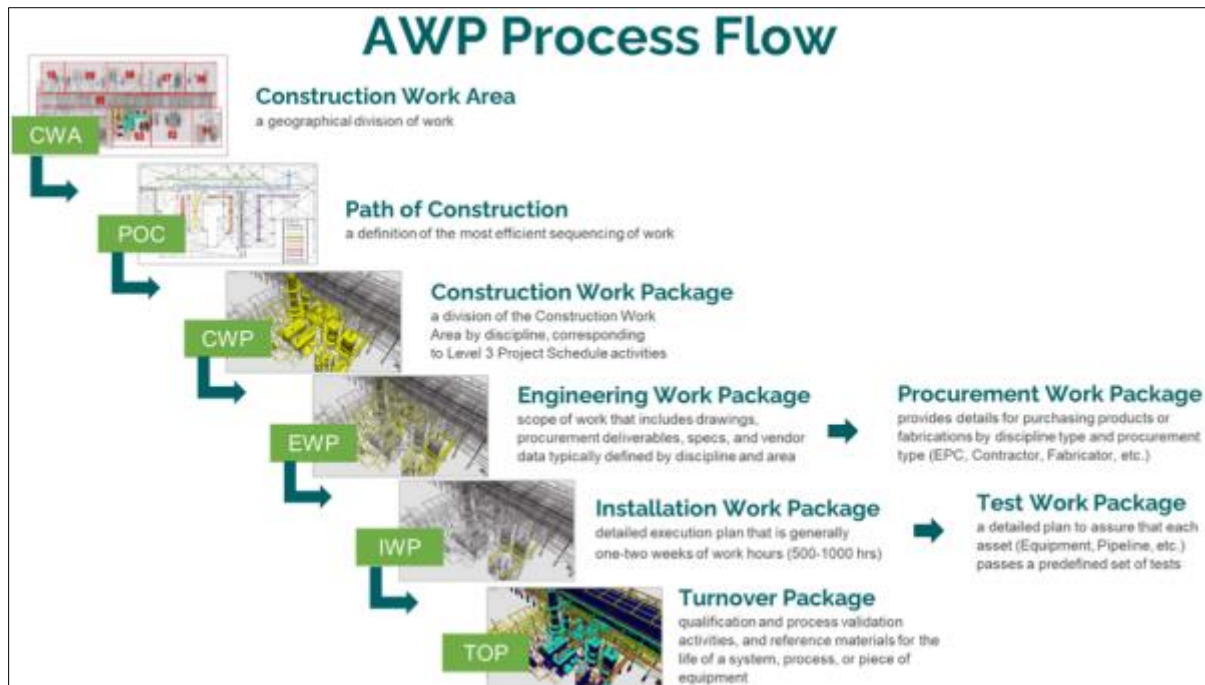 AWP Process Flow
CWA
Construction Work Area
a geographical division of work
POC
Path of Construction
a definition of the most efficient sequencing of work
CWP
Construction Work Package
a division of the Construction Work
Area by discipline, corresponding
to Level 3 Project Schedule activities
EWP
Engineering Work Package
scope of work that includes drawings,
procurement deliverables, specs, and vendor
data typically defined by discipline and area
Procurement Work Package
provides details for purchasing products or
fabrications by discipline type and procurement
type (EPC, Contractor, Fabricator, etc.)
IWP
Installation Work Package
detailed execution plan that is generally
one-two weeks of work hours (500-1000 hrs)
Test Work Package
a detailed plan to assure that each
asset (Equipment, Pipeline, etc.)
passes a predefined set of tests
TOP
Turnover Package
qualification and process validation
activities, and reference materials for the
life of a system, process, or piece of
equipment